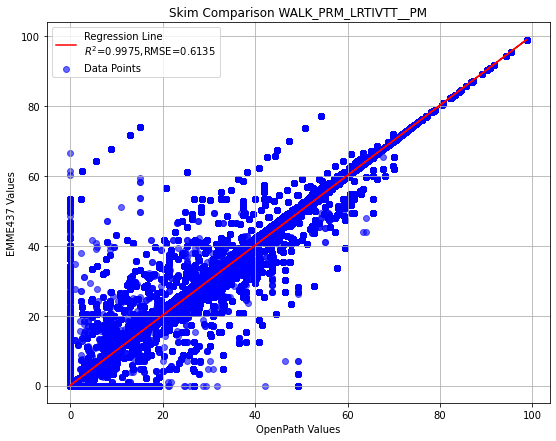 Skim Comparison WALK_PRM_LRTIVTT__PM
Regression Line
R²=0.9975,RMSE=0.6135
Data Points
EMME437 Values
100
80
60
40
20
0
0 20 40 60 80 100
OpenPath Values